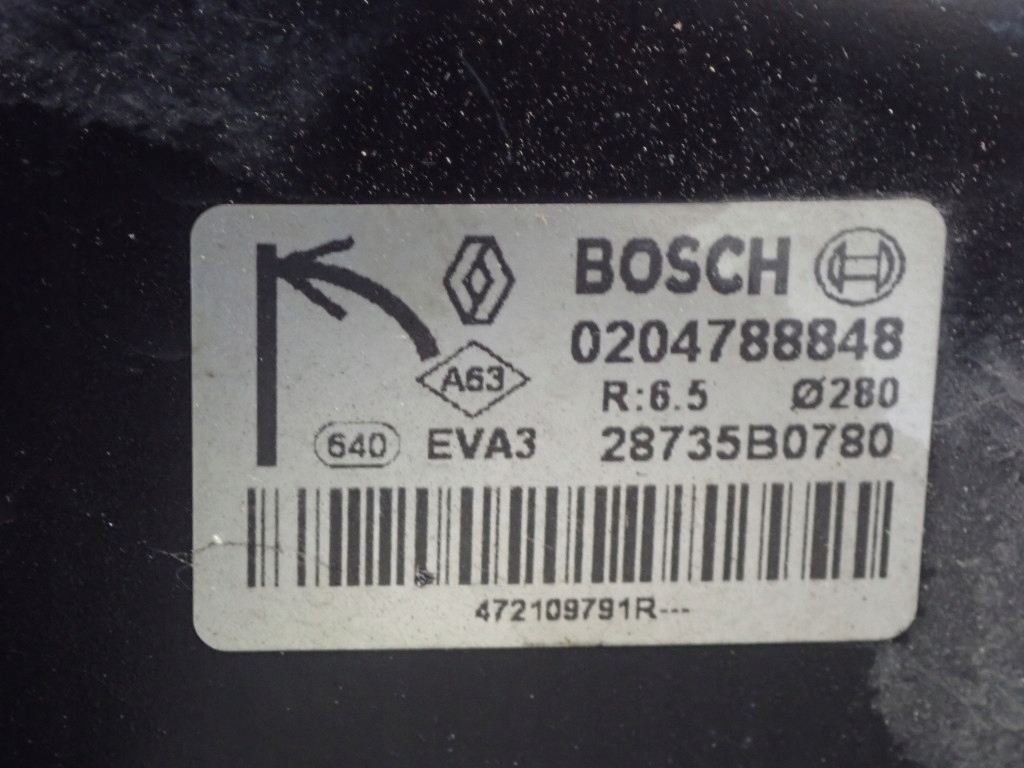 BOSCH
0204788848
A63
R:6.5 Ø280
640 EVA3 28735B0780
472109791R---